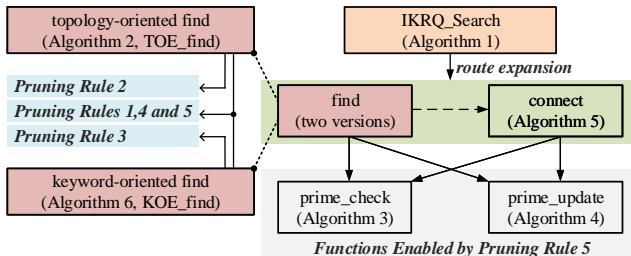 topology-oriented find
(Algorithm 2, TOE_find)
IKRQ_Search
(Algorithm 1)
route expansion
Pruning Rule 2
Pruning Rules 1,4 and 5
Pruning Rule 3
find
(two versions)
connect
(Algorithm 5)
keyword-oriented find
(Algorithm 6, KOE_find)
prime_check
(Algorithm 3)
prime_update
(Algorithm 4)
Functions Enabled by Pruning Rule 5